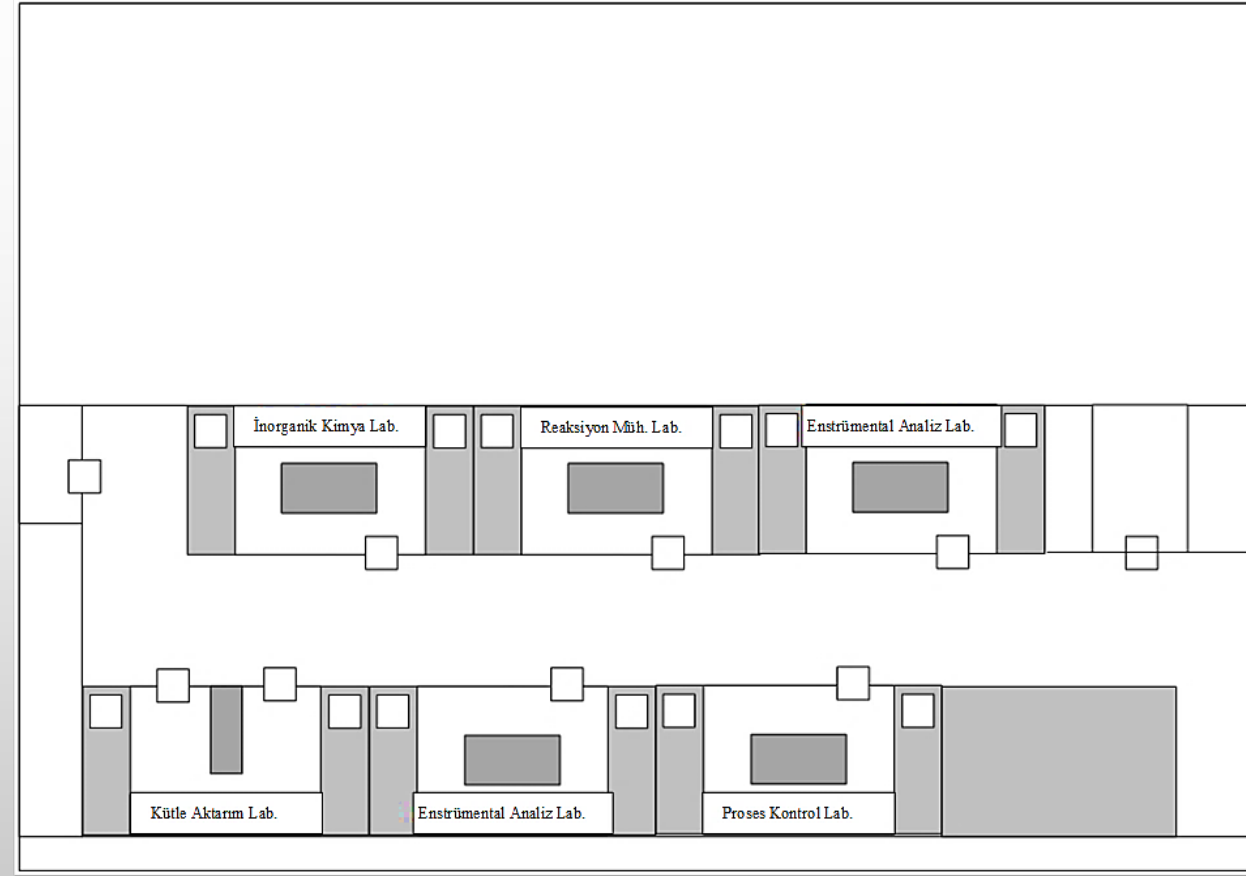 İnorganik Kimya Lab.
Reaksiyon Müh. Lab.
Enstrümental Analiz Lab.
Kütle Aktarım Lab.
Enstrümental Analiz Lab.
Proses Kontrol Lab.